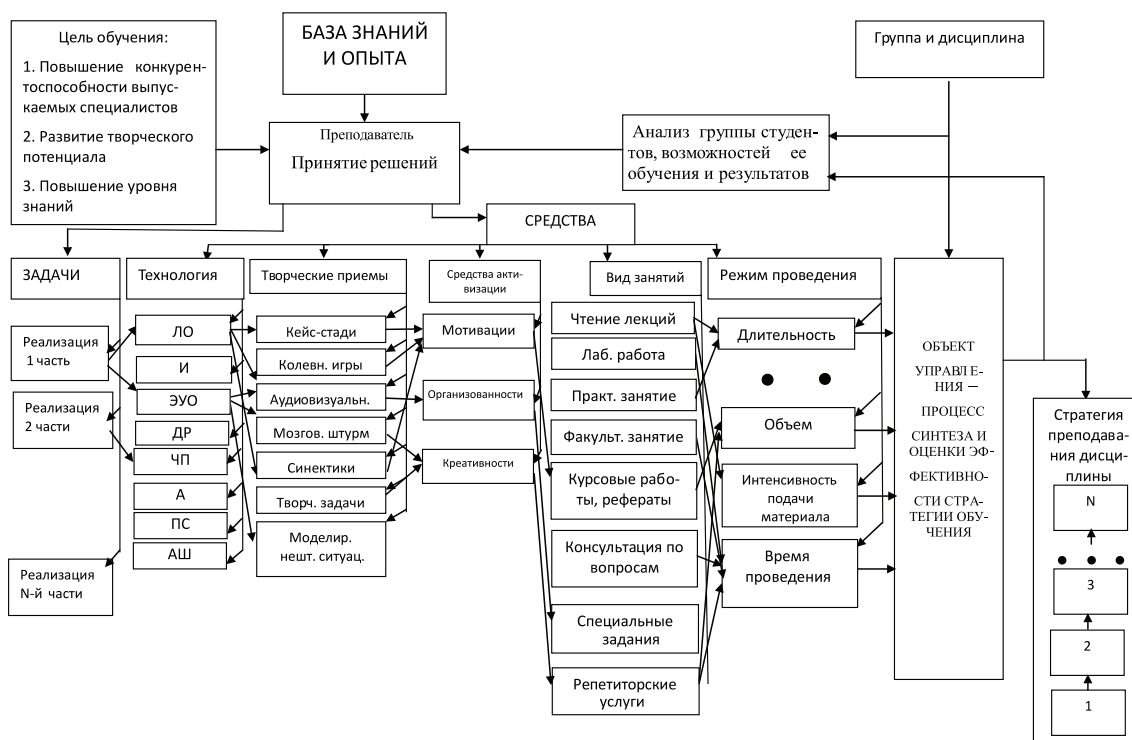 Цель обучения:
1. Повышение конкурен-
тоспособности выпус-
каемых специалистов
2. Развитие творческого
потенциала
3. Повышение уровня
знаний
БАЗА ЗНАНИЙ
И ОПЫТА
Группа и дисциплина
Преподаватель
Принятие решений
Анализ группы студен-
тов, возможностей ее
обучения и результатов
СРЕДСТВА
ЗАДАЧИ
Реализация
1 часть
Реализация
2 части
Реализация
N-й части
Технология
ЛО
И
ЭУО
ДР
ЧП
А
ПС
АШ
Творческие приемы
Кейс-стади
Колевн. игры
Аудиовизуальн.
Мозгов. штурм
Синектики
Творч. задачи
Моделир.
нешт. ситуац.
Средства акти-
визации
Мотивации
Организованности
Креативности
Вид занятий
Чтение лекций
Лаб. работа
Практ. занятие
Факульт. занятие
Курсовые рабо-
ты, рефераты
Консультация по
вопросам
Специальные
задания
Репетиторские
услуги
Режим проведения
Длительность
Объем
Интенсивность
подачи
материала
Время
проведения
ОБЪЕКТ
УПРАВЛЕ-
НИЯ —
ПРОЦЕСС
СИНТЕЗА И
ОЦЕНКИ ЭФ-
ФЕКТИВНО-
СТИ СТРА-
ТЕГИИ ОБУ-
ЧЕНИЯ
Стратегия
преподава-
ния дисци-
плины
N
3
2
1